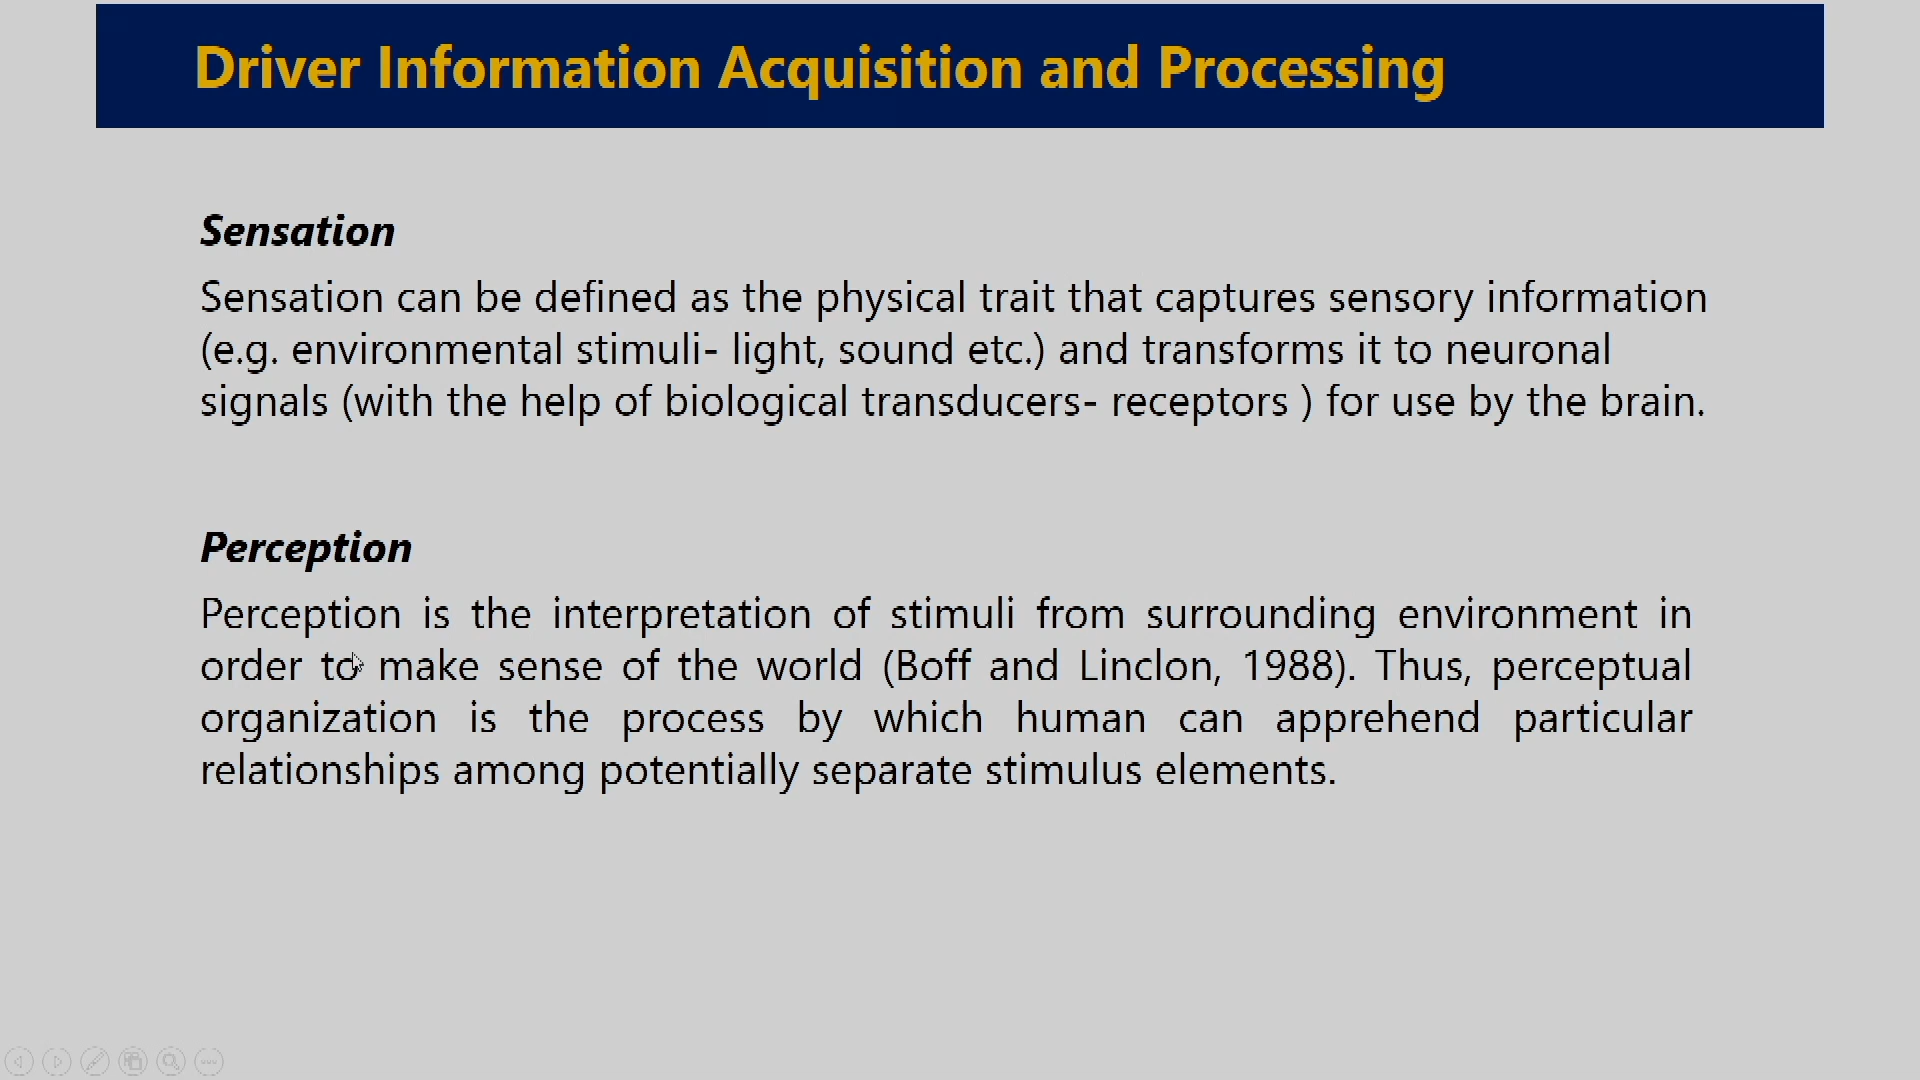 Driver Information Acquisition and Processing
Sensation
Sensation can be defined as the physical trait that captures sensory information
(e.g. environmental stimuli- light, sound etc.) and transforms it to neuronal
signals (with the help of biological transducers- receptors ) for use by the brain.
Perception
Perception is the interpretation of stimuli from surrounding environment in
order to make sense of the world (Boff and Linclon, 1988). Thus, perceptual
organization is the process by which human can apprehend particular
relationships among potentially separate stimulus elements.